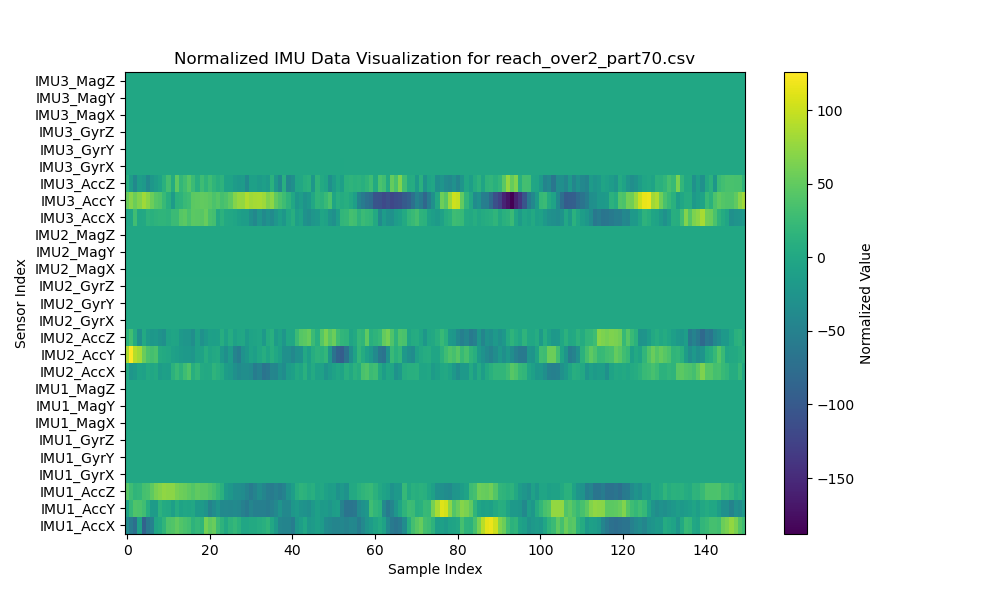 Normalized IMU Data Visualization for reach_over2_part70.csv
IMU3_MagZ
IMU3_MagY
IMU3_MagX
IMU3_GyrZ
IMU3_GyrY
IMU3_GyrX
IMU3_AccZ
IMU3_AccY
IMU3_AccX
IMU2_MagZ
IMU2_MagY
IMU2_MagX
IMU2_GyrZ
IMU2_GyrY
IMU2_GyrX
IMU2_AccZ
IMU2_AccY
IMU2_AccX
IMU1_MagZ
IMU1_MagY
IMU1_MagX
IMU1_GyrZ
IMU1_GyrY
IMU1_GyrX
IMU1_AccZ
IMU1_AccY
IMU1_AccX
Sensor Index
0 20 40 60 80 100 120 140
Sample Index
100
50
0
−50
−100
−150
Normalized Value